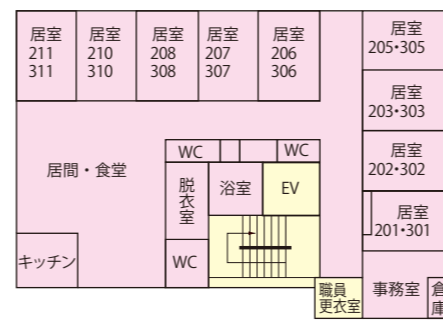 居室
211
311
居室
210
310
居室
208
308
居室
207
307
居室
206
306
居室
205・305
居室
203・303
居室
202・302
居室
201・301
居間・食堂
WC
WC
脱衣室
浴室
EV
WC
キッチン
職員
更衣室
事務室
倉庫